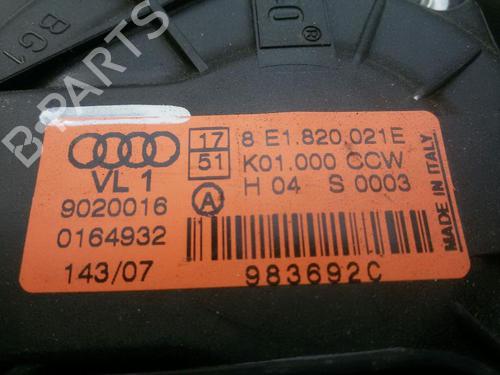 BG1
O®
B-PARTS
17
51
8 E1.820.021E
K01.000 CCW
H 04 S 0003
VL 1
A
9020016
0164932
143/07
983692C
MADE IN ITALY